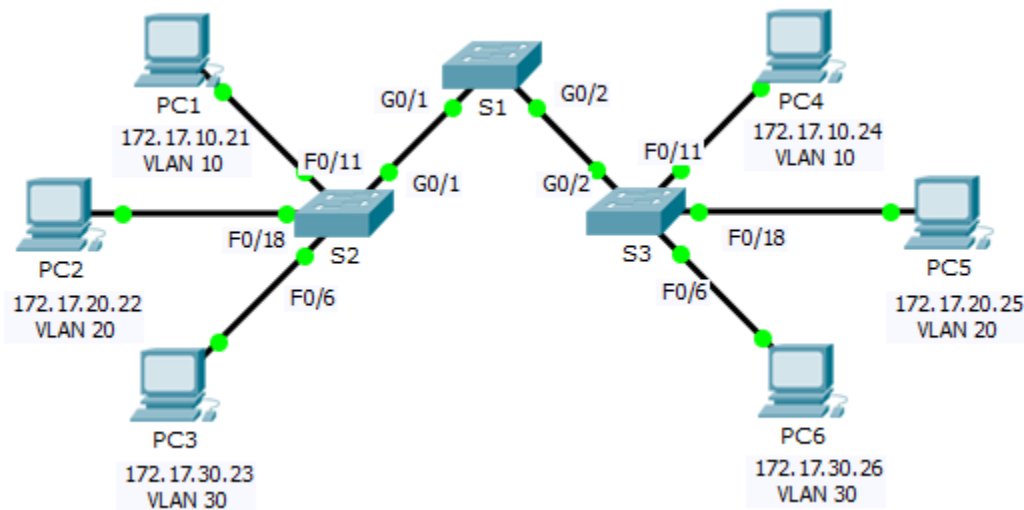 PC1
172.17.10.21
VLAN 10
G0/1
S1
G0/2
PC4
172.17.10.24
VLAN 10
F0/11
G0/1
G0/2
F0/11
PC2
172.17.20.22
VLAN 20
F0/18
S2
F0/6
S3
F0/18
F0/6
PC5
172.17.20.25
VLAN 20
PC3
172.17.30.23
VLAN 30
PC6
172.17.30.26
VLAN 30